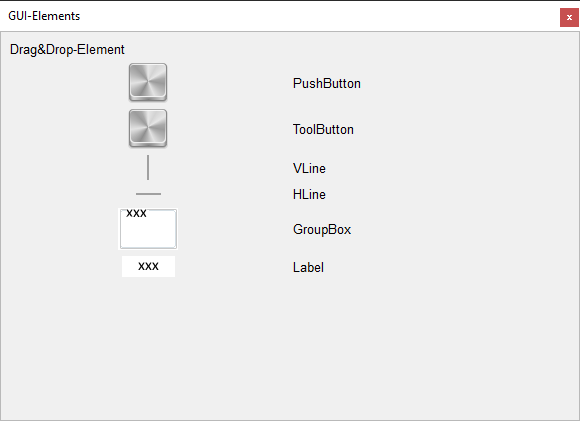 GUI-Elements
x
Drag&Drop-Element
PushButton
ToolButton
VLine
HLine
XXX
GroupBox
XXX
Label